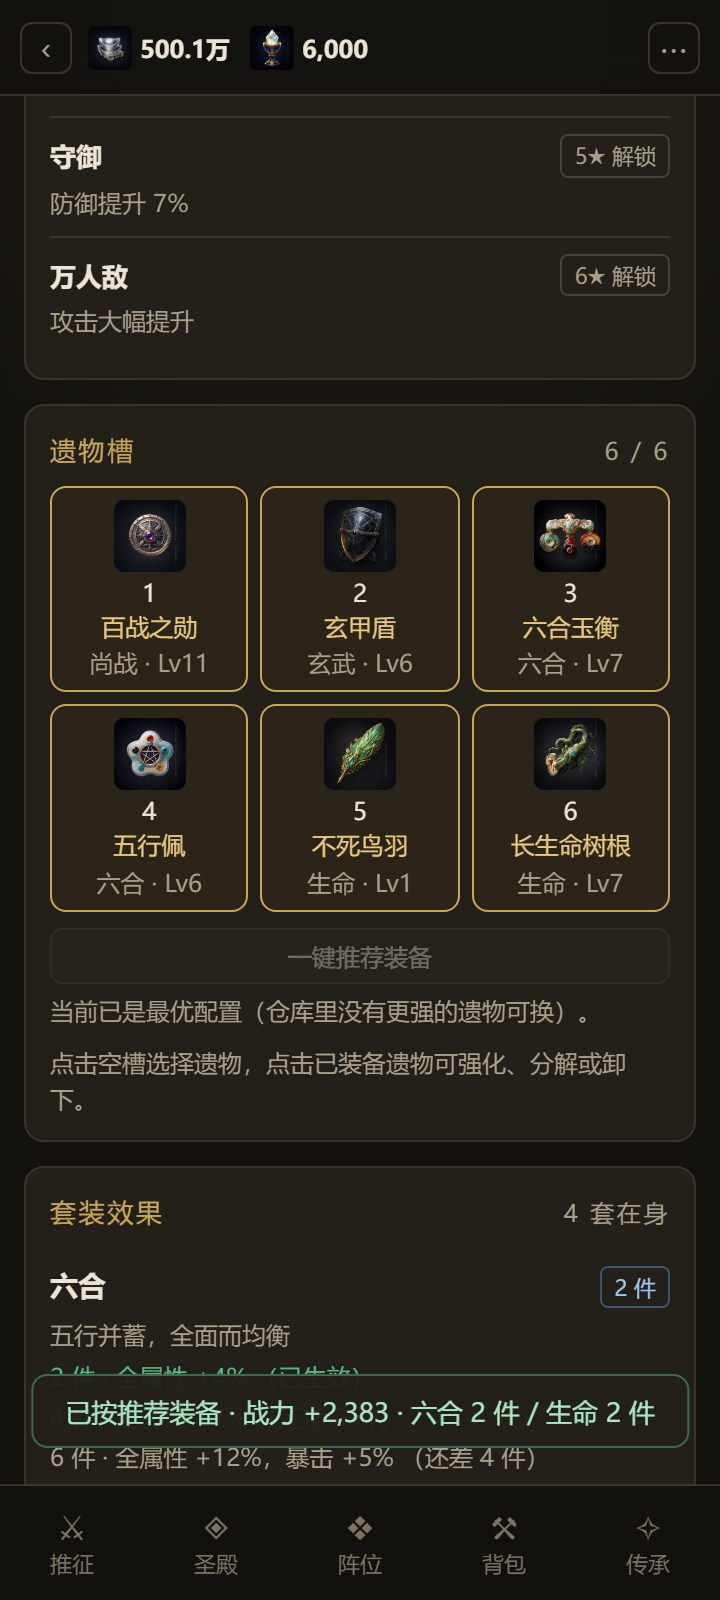 500.1万
6,000
守御
5★ 解锁
防御提升 7%
万人敌
6★ 解锁
攻击大幅提升
遗物槽
6 / 6
1
百战之勋
尚战 · Lv11
2
玄甲盾
玄武 · Lv6
3
六合玉衡
六合 · Lv7
4
五行佩
六合 · Lv6
5
不死鸟羽
生命 · Lv1
6
长生命树根
生命 · Lv7
一键推荐装备
当前已是最优配置（仓库里没有更强的遗物可换）。
点击空槽选择遗物，点击已装备遗物可强化、分解或卸
下。
套装效果
4 套在身
六合
2 件
五行并蓄，全面而均衡
2 件 · 全属性 +4% （已生效）
已按推荐装备 · 战力 +2,383 · 六合 2 件 / 生命 2 件
6 件 · 全属性 +12%，暴击 +5% （还差 4 件）
推征
圣殿
阵位
背包
传承